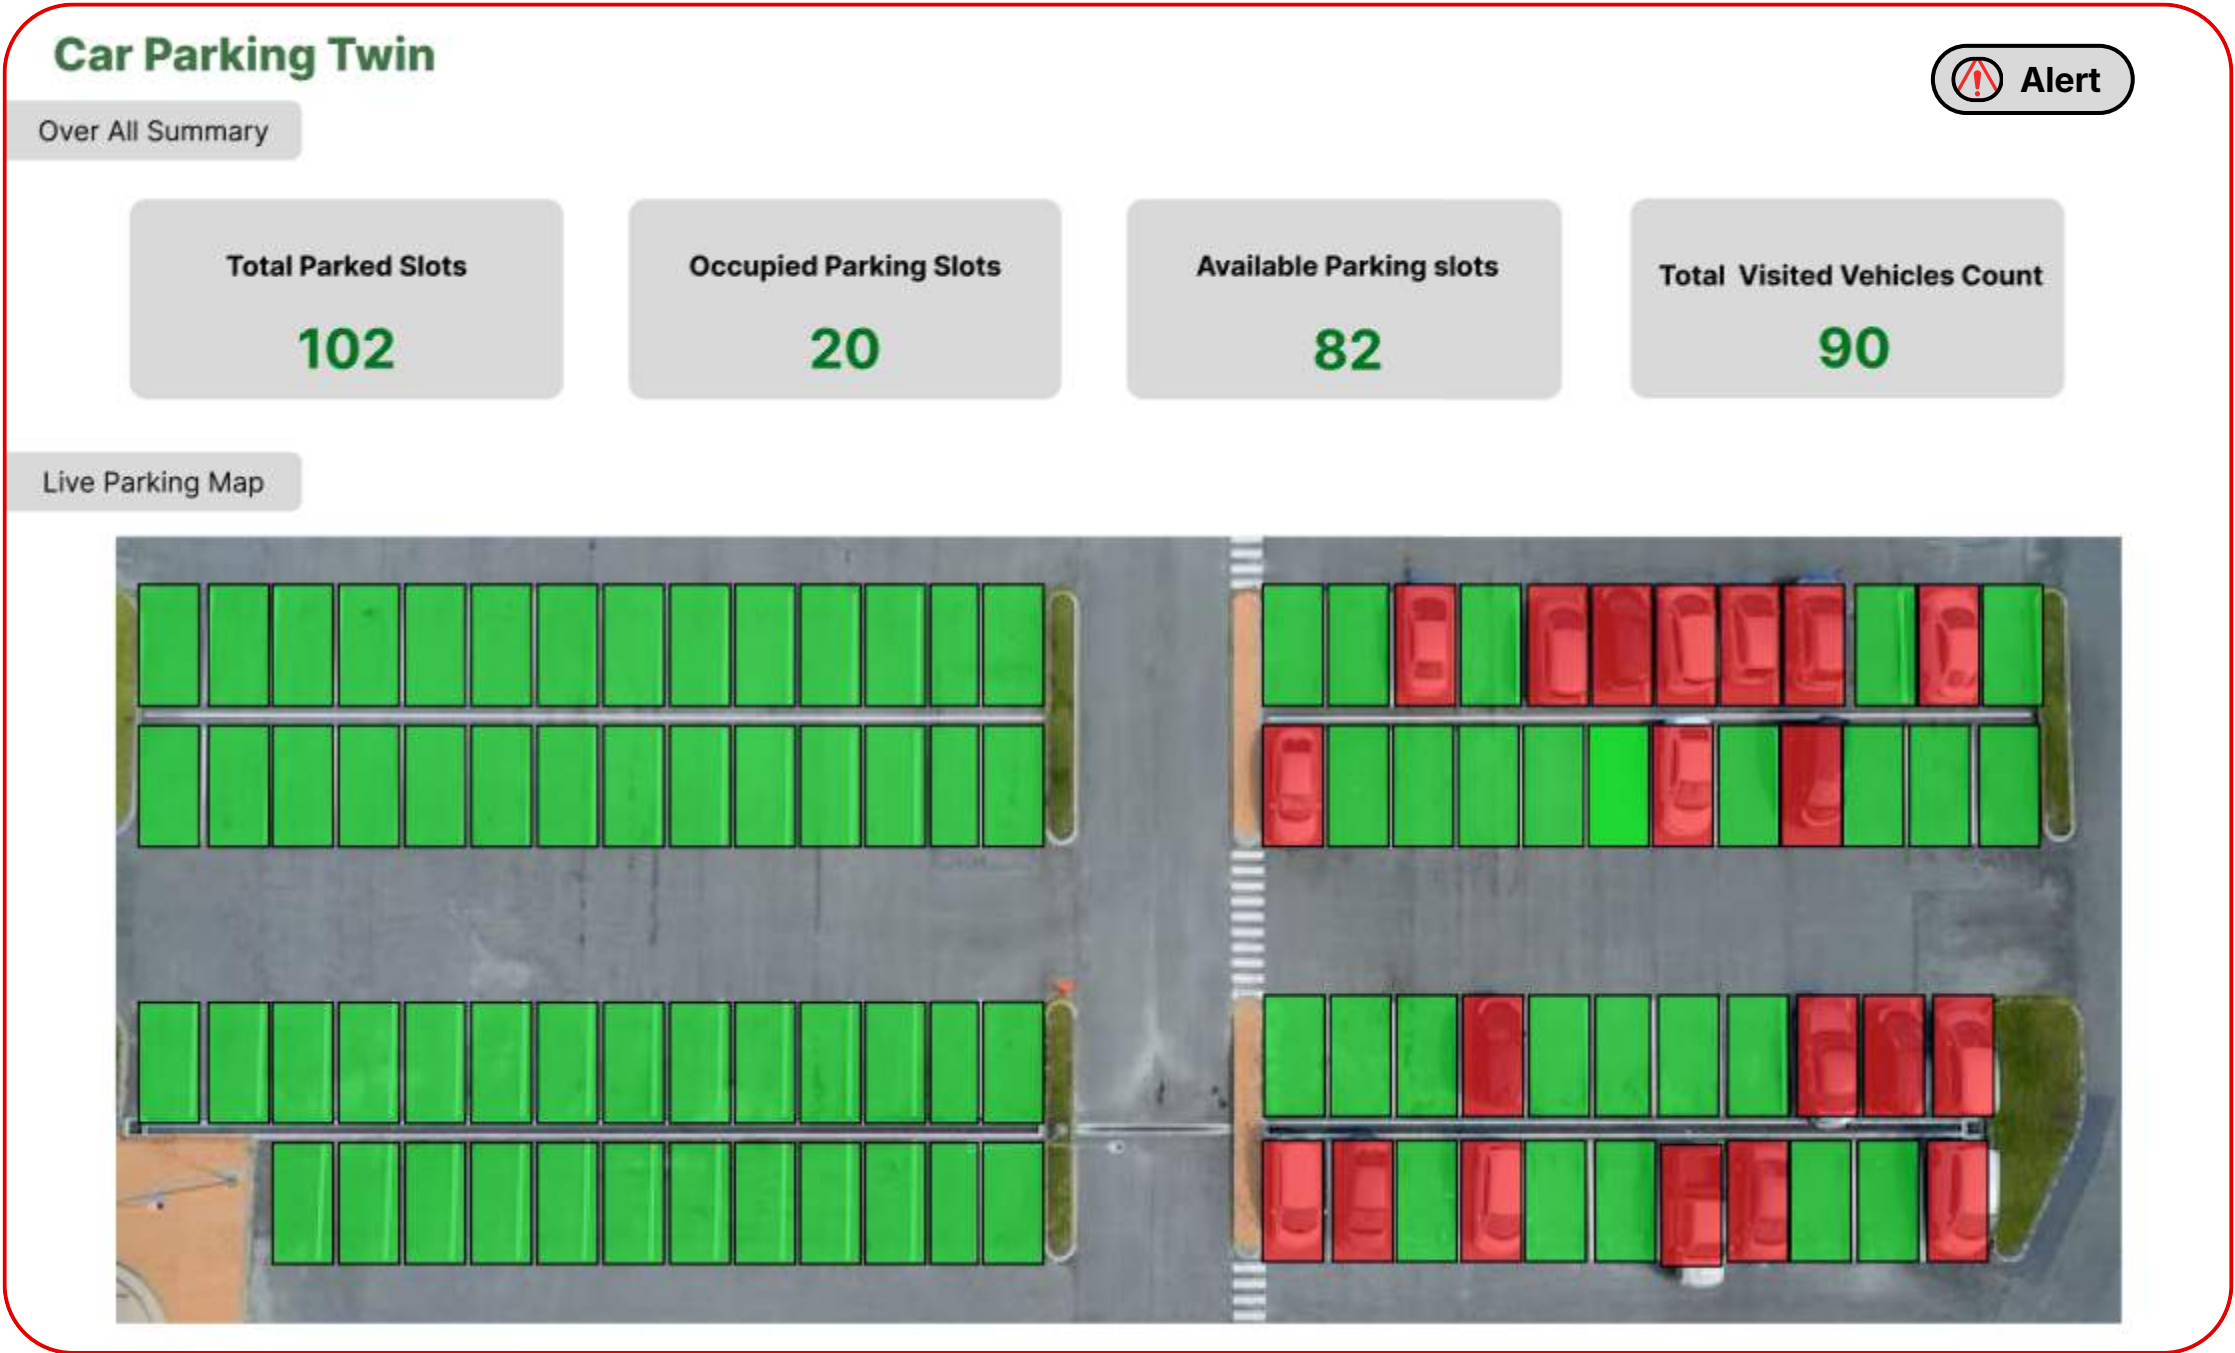 Car Parking Twin
Alert
Over All Summary
Total Parked Slots
102
Occupied Parking Slots
20
Available Parking slots
82
Total Visited Vehicles Count
90
Live Parking Map